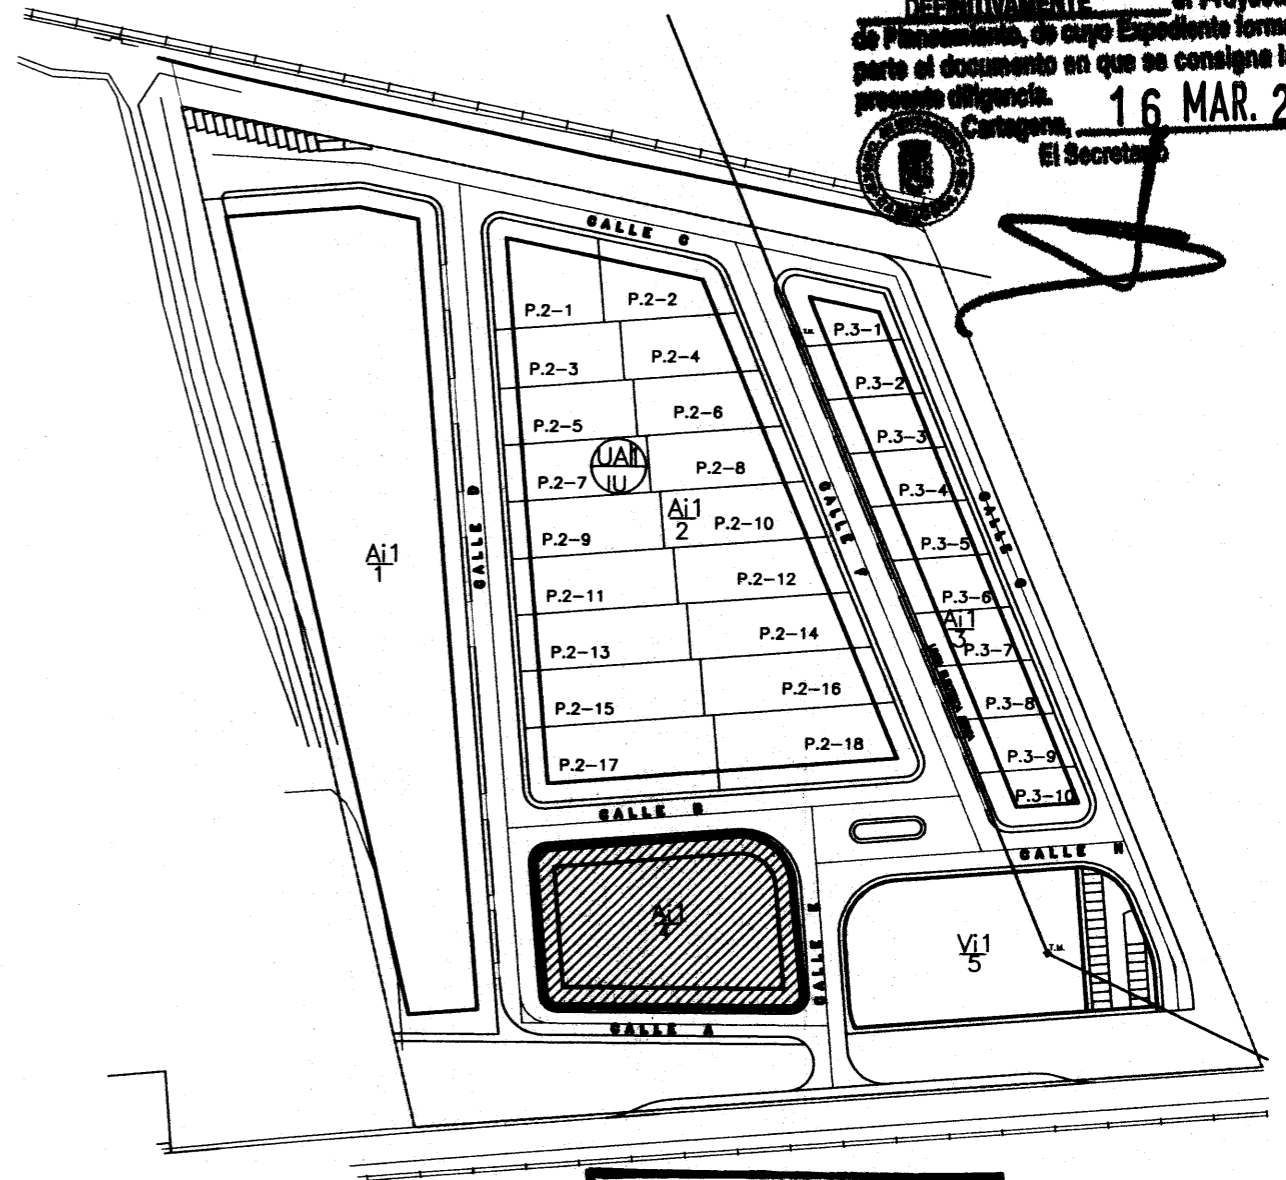 DEFINITIVAMENTE el Proyecto
de Planeamiento, de cuyo Expediente forma
parte el documento en que se consigna la
presente diligencia.
Cartagena, 16 MAR. 2
El Secretario
CALLE C
P.2-1
P.2-2
P.3-1
P.2-3
P.2-4
P.3-2
P.2-5
P.2-6
P.3-3
UA1
IU
P.2-7
P.2-8
P.3-4
CALLE D
Ai1
2
P.2-9
P.2-10
CALLE A
CALLE G
Ai1
1
P.3-5
P.2-11
P.2-12
P.3-6
Ai1
3
P.2-13
P.2-14
P.3-7
P.2-15
P.2-16
P.3-8
P.2-17
P.2-18
P.3-9
P.3-10
CALLE B
CALLE H
Ai1
4
CALLE E
Vi1
5
T.M.
CALLE A